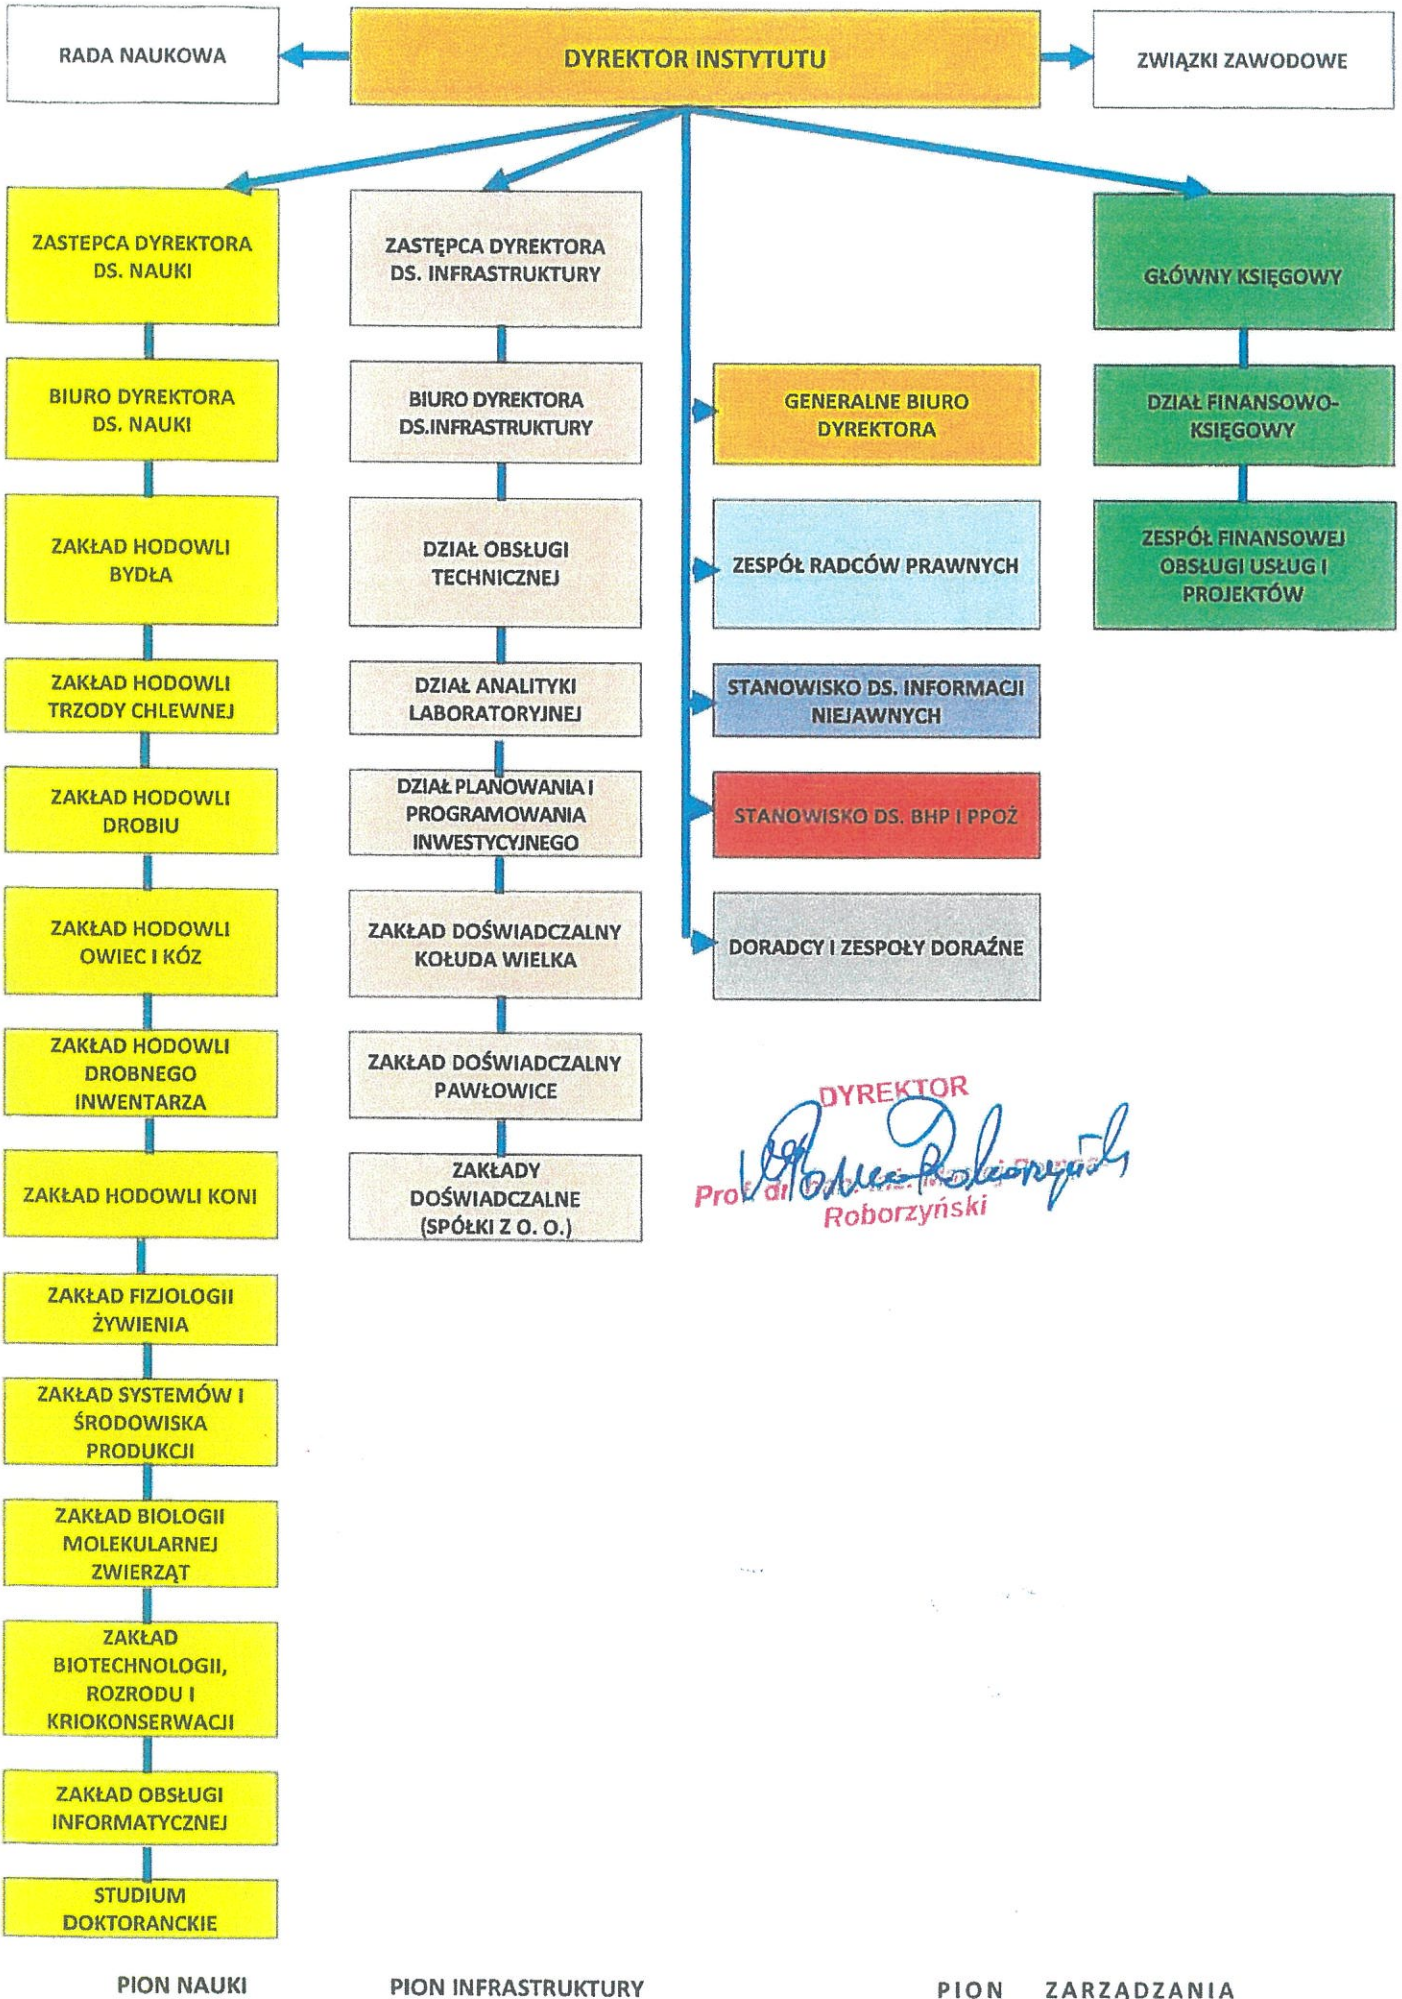 RADA NAUKOWA
DYREKTOR INSTYTUTU
ZWIĄZKI ZAWODOWE
ZASTEPCA DYREKTORA
DS. NAUKI
BIURO DYREKTORA
DS. NAUKI
ZAKŁAD HODOWLI
BYDŁA
ZAKŁAD HODOWLI
TRZODY CHLEWNEJ
ZAKŁAD HODOWLI
DROBIU
ZAKŁAD HODOWLI
OWIEC I KÓZ
ZAKŁAD HODOWLI
DROBNEGO
INWENTARZA
ZAKŁAD HODOWLI KONI
ZAKŁAD FIZJOLOGII
ŻYWIENIA
ZAKŁAD SYSTEMÓW I
ŚRODOWISKA
PRODUKCJI
ZAKŁAD BIOLOGII
MOLEKULARNEJ
ZWIERZĄT
ZAKŁAD
BIOTECHNOLOGII,
ROZRODU I
KRIOKONSERWACJI
ZAKŁAD OBSŁUGI
INFORMATYCZNEJ
STUDIUM
DOKTORANCKIE
PION NAUKI
ZASTĘPCA DYREKTORA
DS. INFRASTRUKTURY
BIURO DYREKTORA
DS.INFRASTRUKTURY
DZIAŁ OBSŁUGI
TECHNICZNEJ
DZIAŁ ANALITYKI
LABORATORYJNEJ
DZIAŁ PLANOWANIA I
PROGRAMOWANIA
INWESTYCYJNEGO
ZAKŁAD DOŚWIADCZALNY
KOŁUDA WIELKA
ZAKŁAD DOŚWIADCZALNY
PAWŁOWICE
ZAKŁADY
DOŚWIADCZALNE
(SPÓŁKI Z O. O.)
PION INFRASTRUKTURY
GENERALNE BIURO
DYREKTORA
ZESPÓŁ RADCÓW PRAWNYCH
STANOWISKO DS. INFORMACJI
NIEJAWNYCH
STANOWISKO DS. BHP I PPOŻ
DORADCY I ZESPOŁY DORAŹNE
GŁÓWNY KSIĘGOWY
DZIAŁ FINANSOWO-
KSIĘGOWY
ZESPÓŁ FINANSOWEJ
OBSŁUGI USŁUG I
PROJEKTÓW
DYREKTOR
Prof. dr hab. inż.
Roborzyński
PION ZARZĄDZANIA